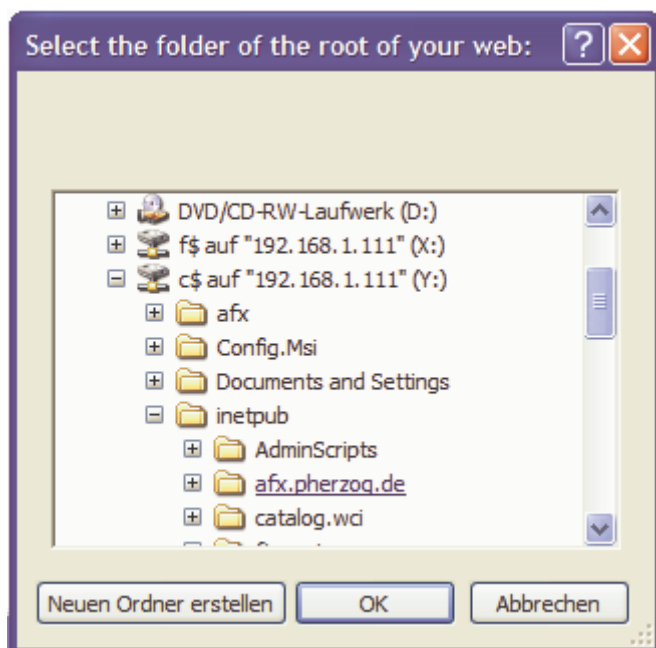 Select the folder of the root of your web:
DVD/CD-RW-Laufwerk (D:)
f$ auf "192.168.1.111" (X:)
c$ auf "192.168.1.111" (Y:)
afx
Config.Msi
Documents and Settings
inetpub
AdminScripts
afx.pherzog.de
catalog.wci
Neuen Ordner erstellen OK Abbrechen